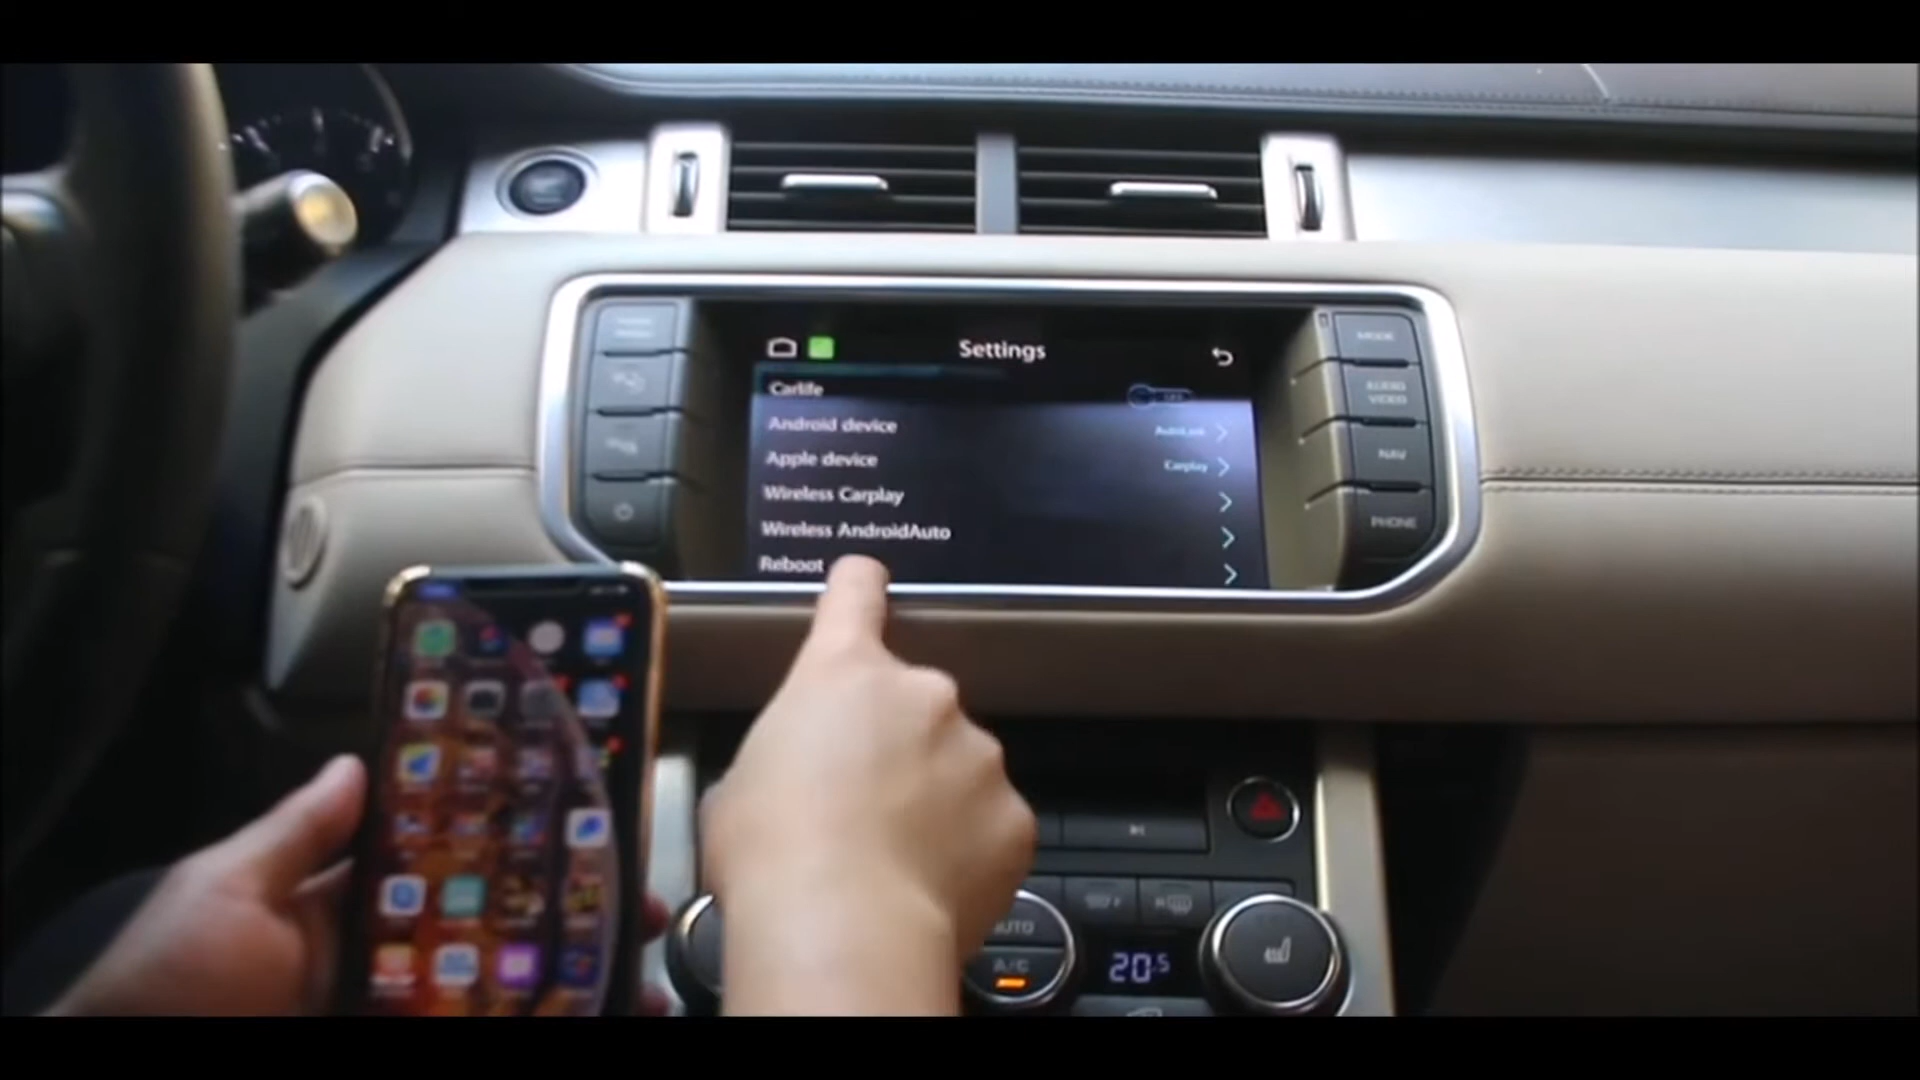 Settings
Carlife
OFF
Android device
AutoLink
Apple device
Carplay
Wireless Carplay
Wireless AndroidAuto
Reboot
MODE
AUDIO
VIDEO
NAV
PHONE
AUTO
A/C
20.5